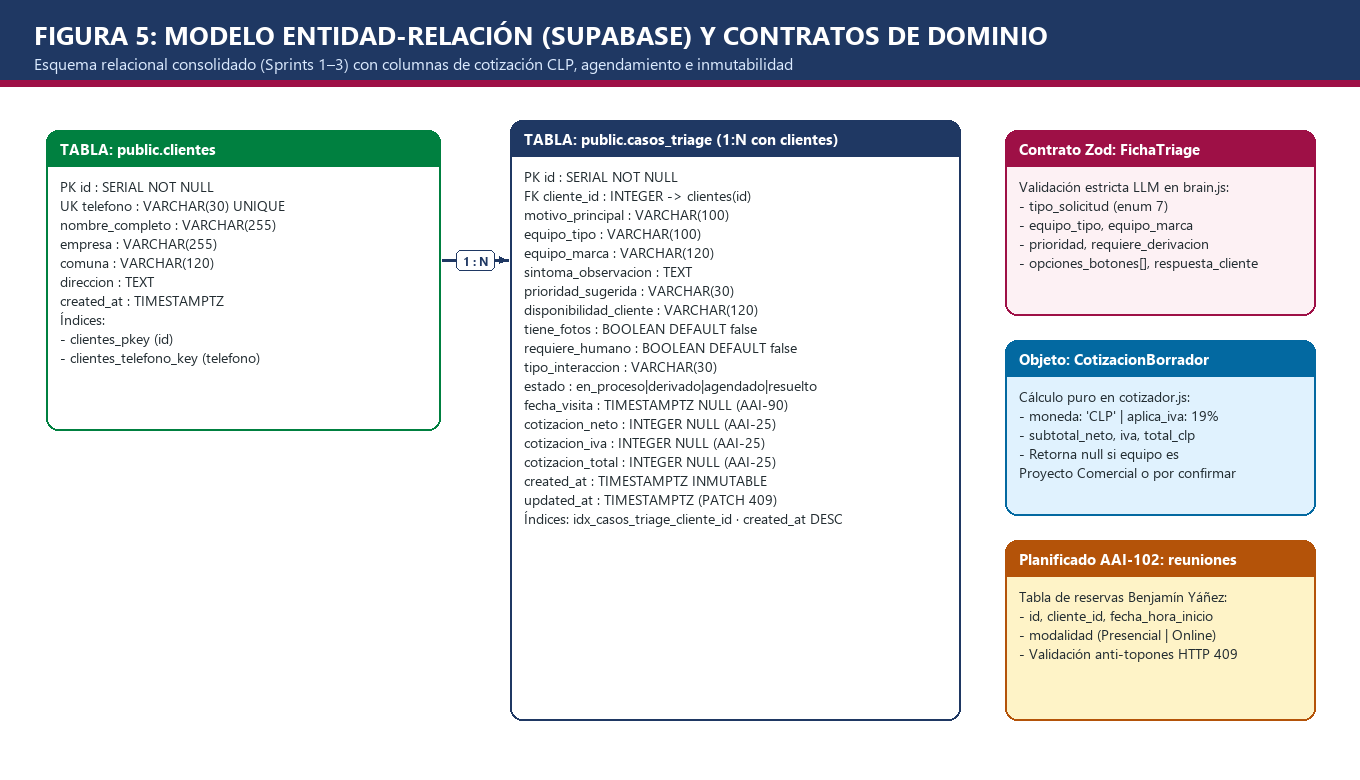 FIGURA 5: MODELO ENTIDAD-RELACIÓN (SUPABASE) Y CONTRATOS DE DOMINIO
Esquema relacional consolidado (Sprints 1–3) con columnas de cotización CLP, agendamiento e inmutabilidad
TABLA: public.clientes
PK id : SERIAL NOT NULL
UK telefono : VARCHAR(30) UNIQUE
nombre_completo : VARCHAR(255)
empresa : VARCHAR(255)
comuna : VARCHAR(120)
direccion : TEXT
created_at : TIMESTAMPTZ
Índices:
- clientes_pkey (id)
- clientes_telefono_key (telefono)
1 : N
TABLA: public.casos_triage (1:N con clientes)
PK id : SERIAL NOT NULL
FK cliente_id : INTEGER -> clientes(id)
motivo_principal : VARCHAR(100)
equipo_tipo : VARCHAR(100)
equipo_marca : VARCHAR(120)
sintoma_observacion : TEXT
prioridad_sugerida : VARCHAR(30)
disponibilidad_cliente : VARCHAR(120)
tiene_fotos : BOOLEAN DEFAULT false
requiere_humano : BOOLEAN DEFAULT false
tipo_interaccion : VARCHAR(30)
estado : en_proceso|derivado|agendado|resuelto
fecha_visita : TIMESTAMPTZ NULL (AAI-90)
cotizacion_neto : INTEGER NULL (AAI-25)
cotizacion_iva : INTEGER NULL (AAI-25)
cotizacion_total : INTEGER NULL (AAI-25)
created_at : TIMESTAMPTZ INMUTABLE
updated_at : TIMESTAMPTZ (PATCH 409)
Índices: idx_casos_triage_cliente_id · created_at DESC
Contrato Zod: FichaTriage
Validación estricta LLM en brain.js:
- tipo_solicitud (enum 7)
- equipo_tipo, equipo_marca
- prioridad, requiere_derivacion
- opciones_botones[], respuesta_cliente
Objeto: CotizacionBorrador
Cálculo puro en cotizador.js:
- moneda: 'CLP' | aplica_iva: 19%
- subtotal_neto, iva, total_clp
- Retorna null si equipo es
Proyecto Comercial o por confirmar
Planificado AAI-102: reuniones
Tabla de reservas Benjamín Yáñez:
- id, cliente_id, fecha_hora_inicio
- modalidad (Presencial | Online)
- Validación anti-topones HTTP 409